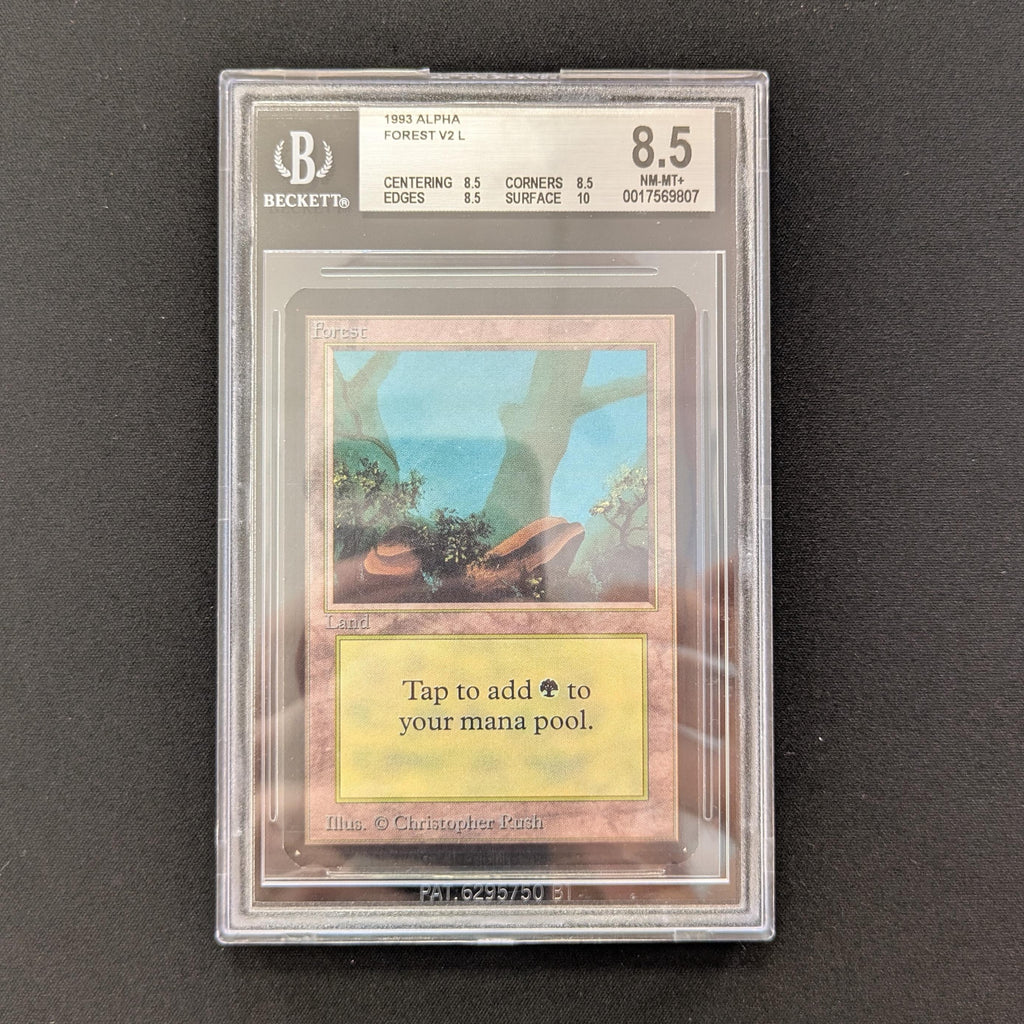 1993 ALPHA
FOREST V2 L
8.5
NM-MT+
0017569807
CENTERING 8.5 CORNERS 8.5
EDGES 8.5 SURFACE 10
B
BECKETT®
Forest
Land
Tap to add to
your mana pool.
Illus. © Christopher Rush
PAT.6295750 B1